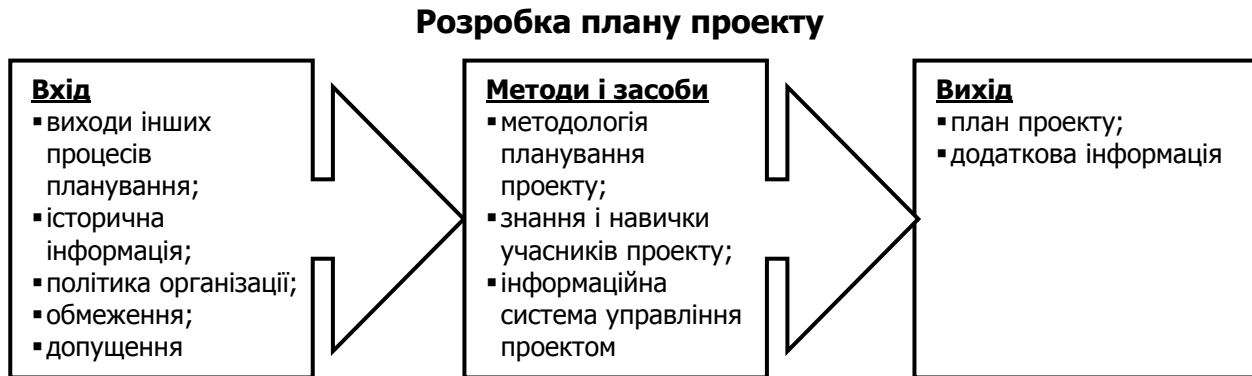 Розробка плану проекту
Вхід
▪виходи інших
процесів
планування;
▪історична
інформація;
▪політика організації;
▪обмеження;
▪допущення
Методи і засоби
▪методологія
планування
проекту;
▪знання і навички
учасників проекту;
▪інформаційна
система управління
проектом
Вихід
▪план проекту;
▪додаткова інформація